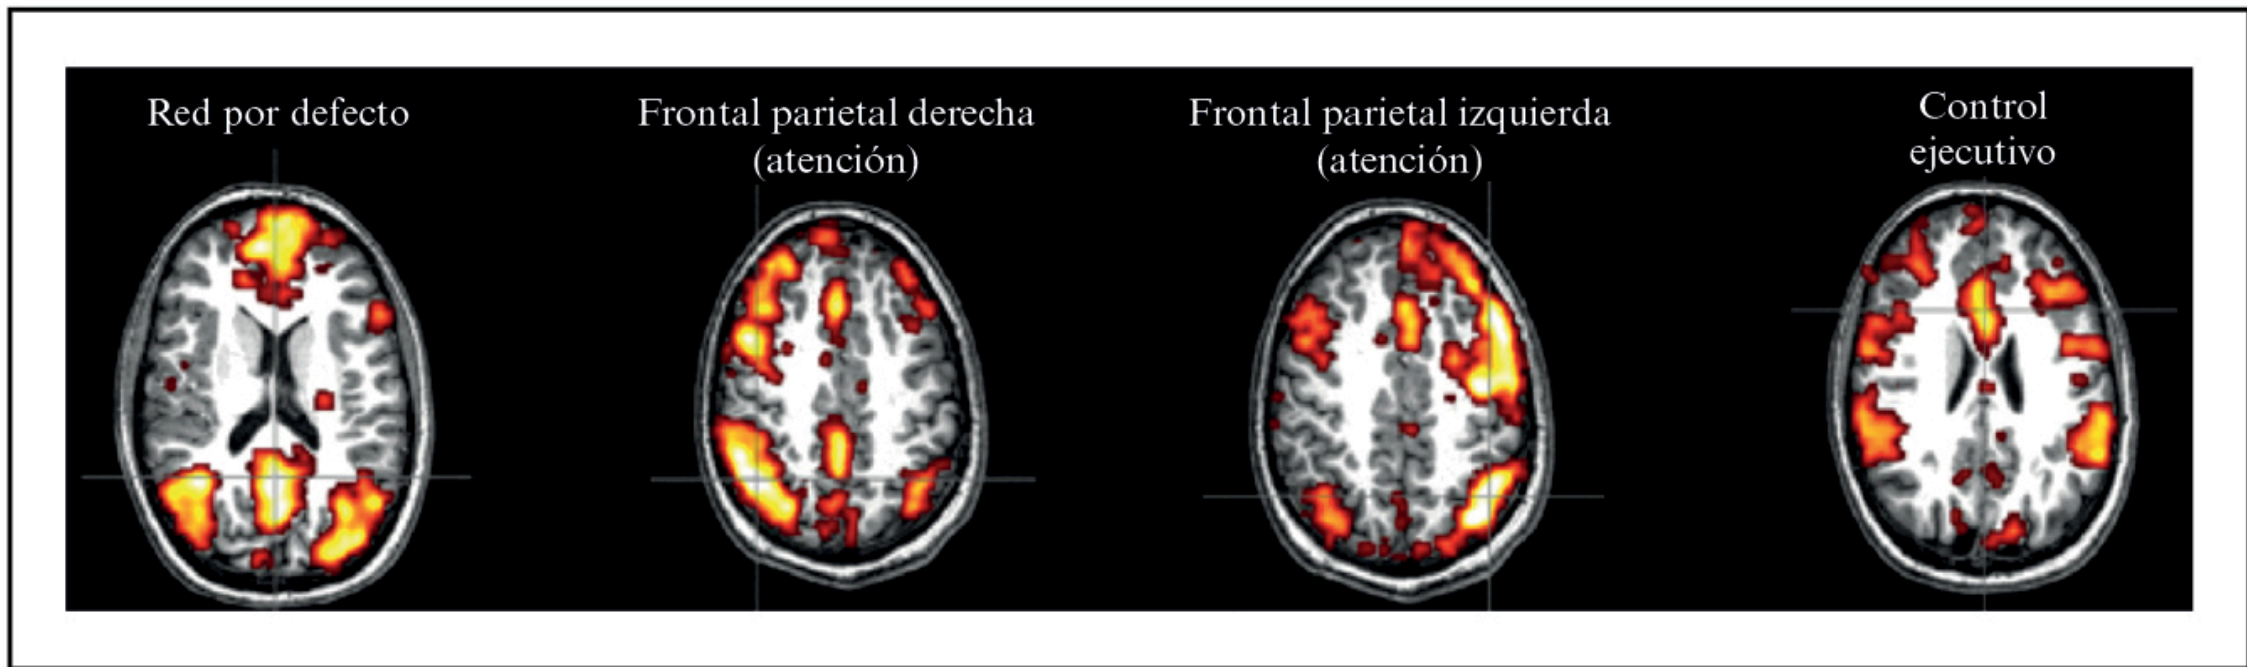 Red por defecto
Frontal parietal derecha
(atención)
Frontal parietal izquierda
(atención)
Control
ejecutivo